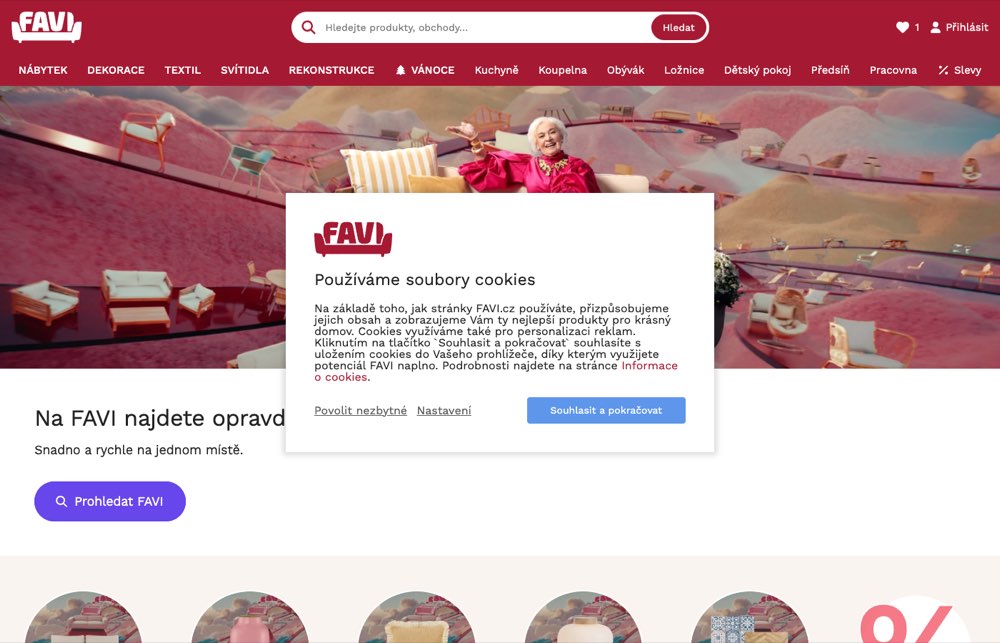 FAVI
Hledejte produkty, obchody...
Hledat
1
Přihlásit
NÁBYTEK DEKORACE TEXTIL SVÍTIDLA REKONSTRUKCE VÁNOCE Kuchyně Koupelna Obývák Ložnice Dětský pokoj Předsíň Pracovna Slevy
FAVI
Používáme soubory cookies
Na základě toho, jak stránky FAVI.cz používáte, přizpůsobujeme
jejich obsah a zobrazujeme Vám ty nejlepší produkty pro krásný
domov. Cookies využíváme také pro personalizaci reklam.
Kliknutím na tlačítko `Souhlasit a pokračovat` souhlasíte s
uložením cookies do Vašeho prohlížeče, díky kterým využijete
potenciál FAVI naplno. Podrobnosti najdete na stránce Informace
o cookies.
Povolit nezbytné Nastavení Souhlasit a pokračovat
Na FAVI najdete opravd
Snadno a rychle na jednom místě.
Prohledat FAVI
%